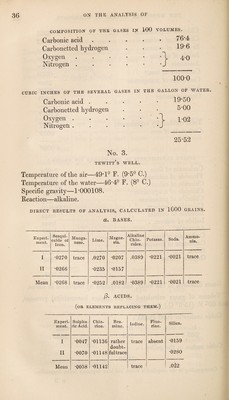 36 ON THE ANALYSIS OF
COMPOSITION OF THE GASES IN 100 VOLUMES.
Carbonic acid . . . . . 76·4
Carbonetted hydrogen . . . 19·6
Oxygen . . . . . .} 4·0
Nitrogen . . . . . .}
100·0
CUBIC INCHES OF THE SEVERAL GASES IN THE GALLON OF WATER.
Carbonic acid . . . . . 19·50
Carbonetted hydrogen . . . 5·00
Oxygen . . . . . .} 1·02
Nitrogen . . . . . .}
25·52
No. 3.
TEWITT'S WELL.
Temperature of the air—49·1° F. (9·5° C.)
Temperature of the water—46·4° F. (8° C.)
Specific gravity—1·000108.
Reaction—alkaline.
DIRECT RESULTS OF ANALYSIS, CALCULATED IN 1000 GRAINS.
α. BASES.
Experiment. Sesquioxide of Iron. Manganese. Lime. Magnesia. Alkaline Chlorides. Potassa. Soda. Ammonia.
I ·0270 trace ·0270 ·0207 ·0389 ·0221 ·0021 trace
II ·0266 ·0235 ·0157
Mean ·0268 trace ·0252 ·0182 ·0389 ·0221 ·0021 trace
β. ACIDS,
(OR ELEMENTS REPLACING THEM.)
Experiment. Sulphuric Acid. Chlorine. Bromine. Iodine. Fluorine. Silica.
I ·0047 ·01136 rather doubtful trace trace absent ·0159
II ·0070 ·01148 ·0280
Mean ·0058 ·01142 trace ·022